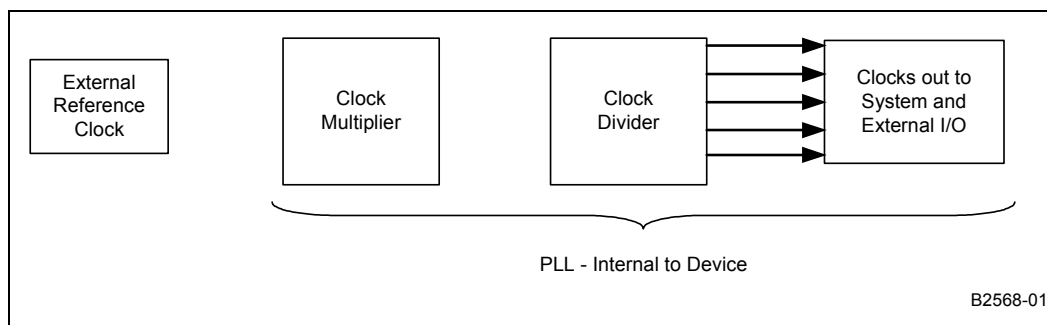 External
Reference
Clock
Clock
Multiplier
Clock
Divider
Clocks out to
System and
External I/O
PLL - Internal to Device
B2568-01